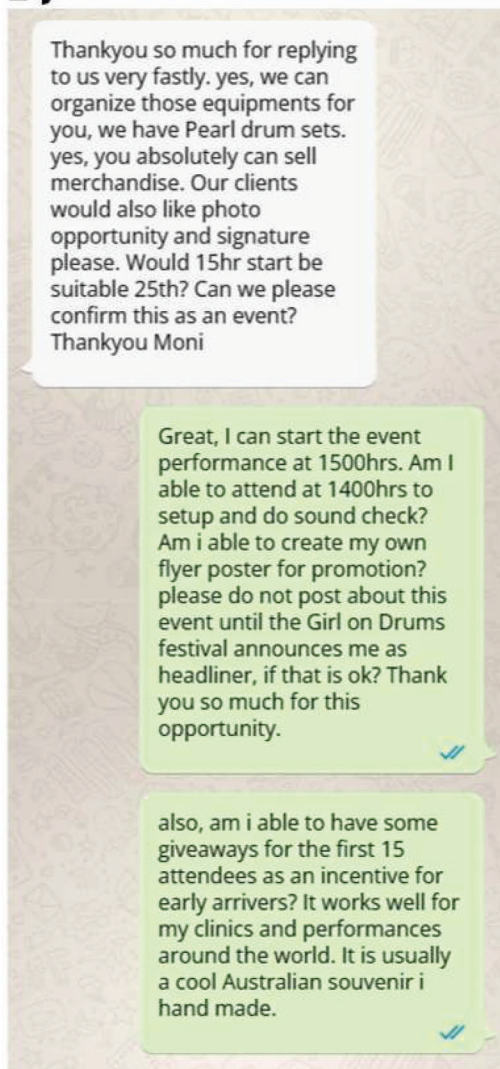 Thankyou so much for replying
to us very fastly. yes, we can
organize those equipments for
you, we have Pearl drum sets.
yes, you absolutely can sell
merchandise. Our clients
would also like photo
opportunity and signature
please. Would 15hr start be
suitable 25th? Can we please
confirm this as an event?
Thankyou Moni
Great, I can start the event
performance at 1500hrs. Am I
able to attend at 1400hrs to
setup and do sound check?
Am i able to create my own
flyer poster for promotion?
please do not post about this
event until the Girl on Drums
festival announces me as
headliner, if that is ok? Thank
you so much for this
opportunity.
also, am i able to have some
giveaways for the first 15
attendees as an incentive for
early arrivers? It works well for
my clinics and performances
around the world. It is usually
a cool Australian souvenir i
hand made.